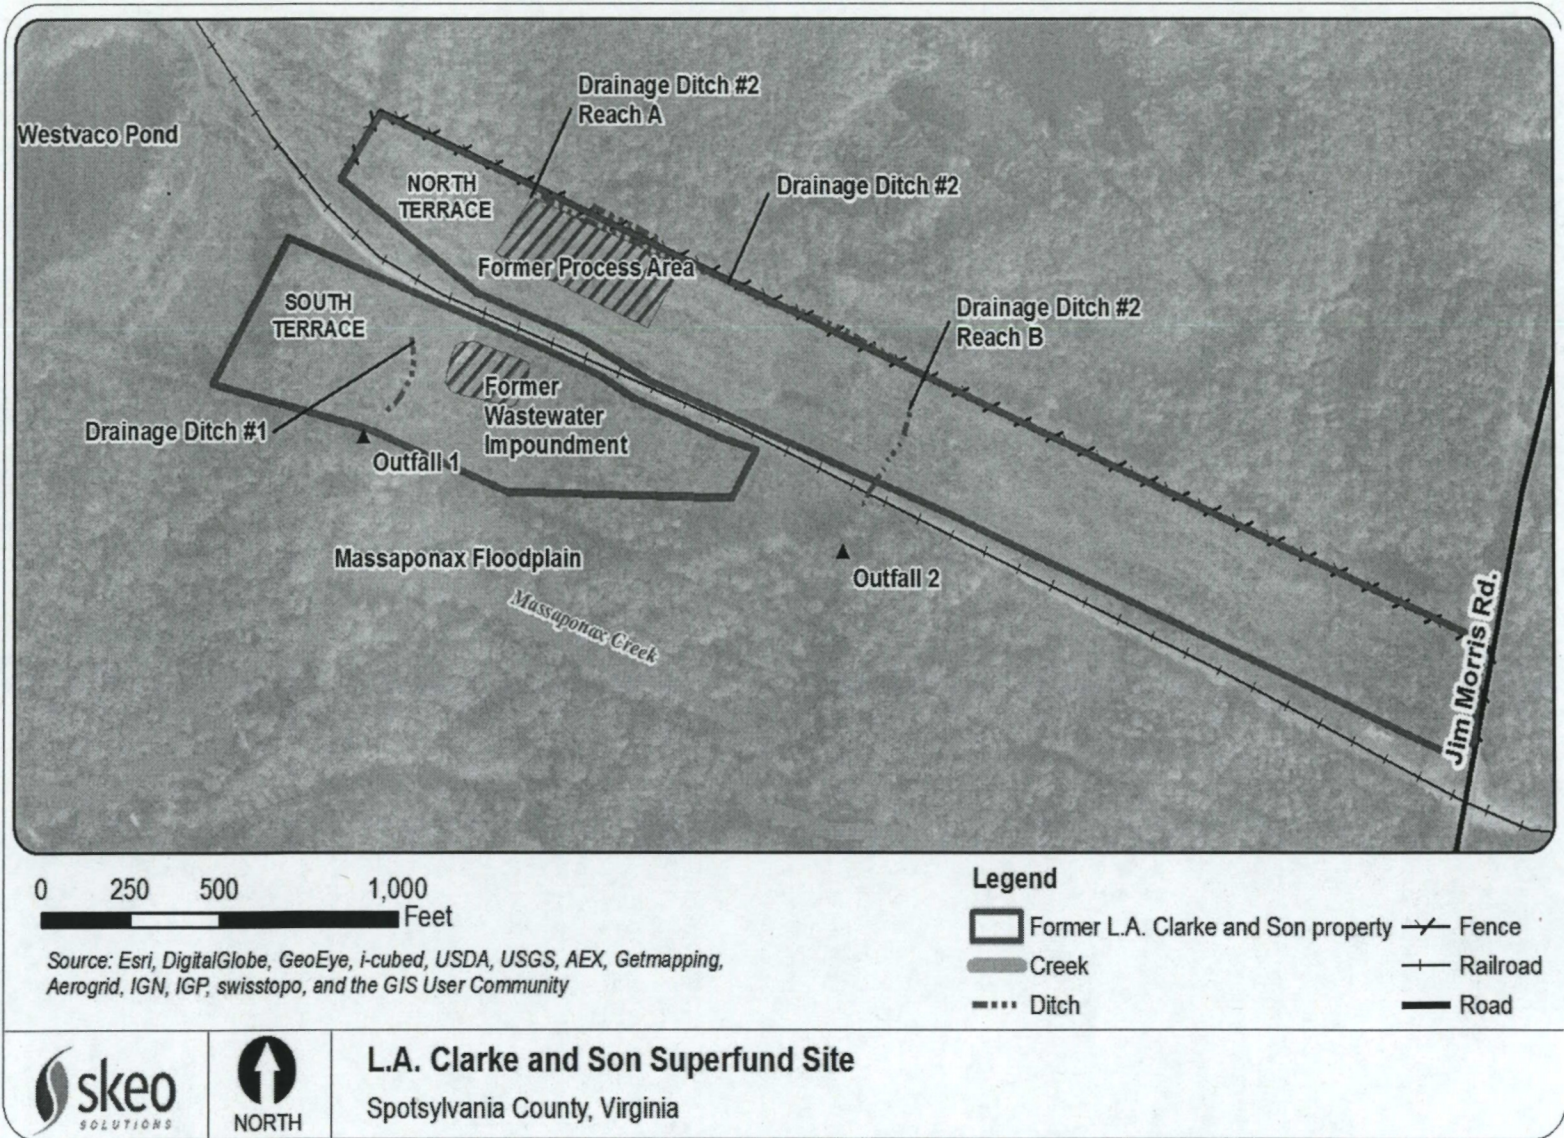 Westvaco Pond
Drainage Ditch #2
Reach A
NORTH
TERRACE
Drainage Ditch #2
Former Process Area
SOUTH
TERRACE
Drainage Ditch #2
Reach B
Former
Wastewater
Impoundment
Drainage Ditch #1
Outfall 1
Massaponax Floodplain
Outfall 2
Massaponax Creek
Jim Morris Rd.
0 250 500 1,000
Feet
Source: Esri, DigitalGlobe, GeoEye, i-cubed, USDA, USGS, AEX, Getmapping,
Aerogrid, IGN, IGP, swisstopo, and the GIS User Community
Legend
Former L.A. Clarke and Son property
Fence
Creek
Railroad
Ditch
Road
skeo
SOLUTIONS
NORTH
L.A. Clarke and Son Superfund Site
Spotsylvania County, Virginia